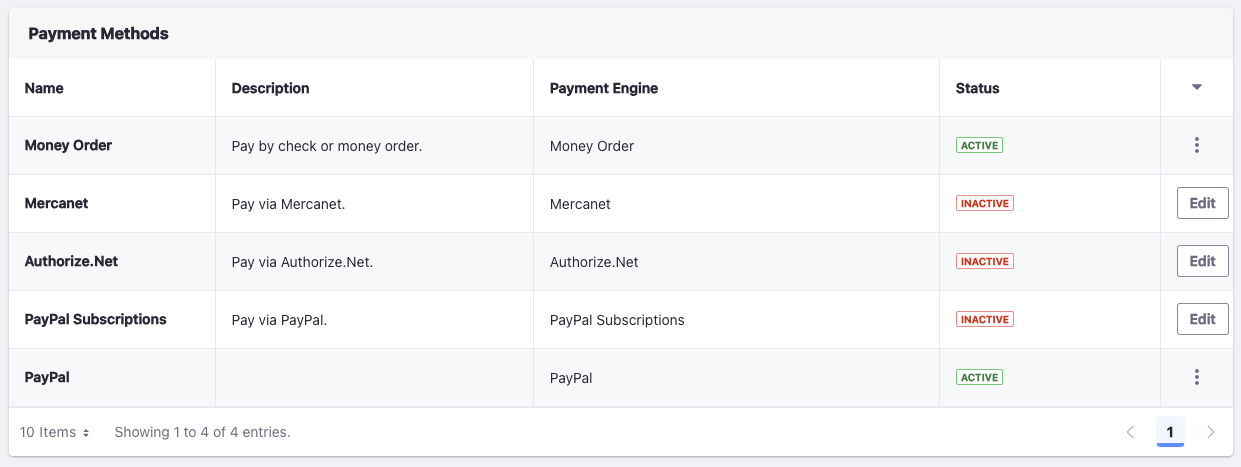 Payment Methods
Name Description Payment Engine Status
Money Order Pay by check or money order. Money Order ACTIVE
Mercanet Pay via Mercanet. Mercanet INACTIVE Edit
Authorize.Net Pay via Authorize.Net. Authorize.Net INACTIVE Edit
PayPal Subscriptions Pay via PayPal. PayPal Subscriptions INACTIVE Edit
PayPal PayPal ACTIVE
10 Items Showing 1 to 4 of 4 entries. 1